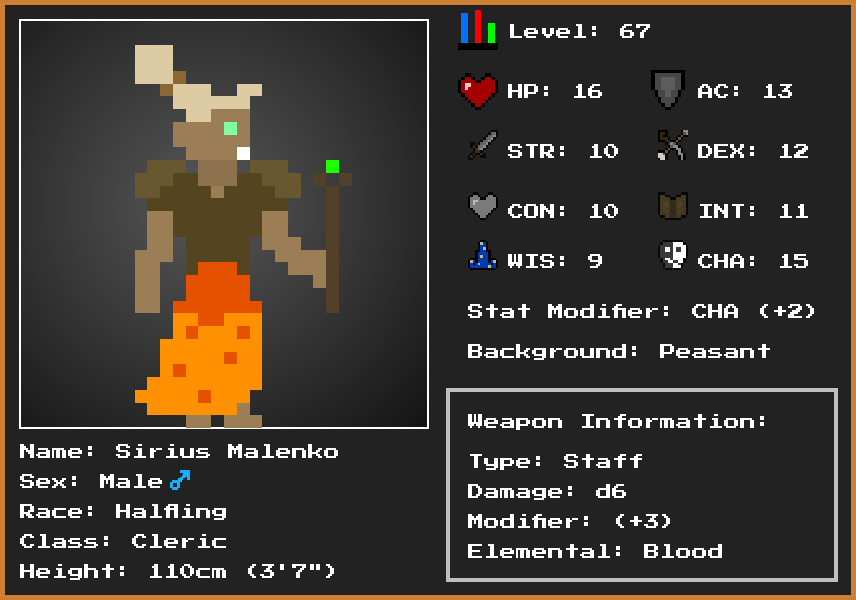 Level: 67
HP: 16
AC: 13
STR: 10
DEX: 12
CON: 10
INT: 11
WIS: 9
CHA: 15
Stat Modifier: CHA (+2)
Background: Peasant
Weapon Information:
Type: Staff
Damage: d6
Modifier: (+3)
Elemental: Blood
Name: Sirius Malenko
Sex: Male ♂
Race: Halfling
Class: Cleric
Height: 110cm (3'7")